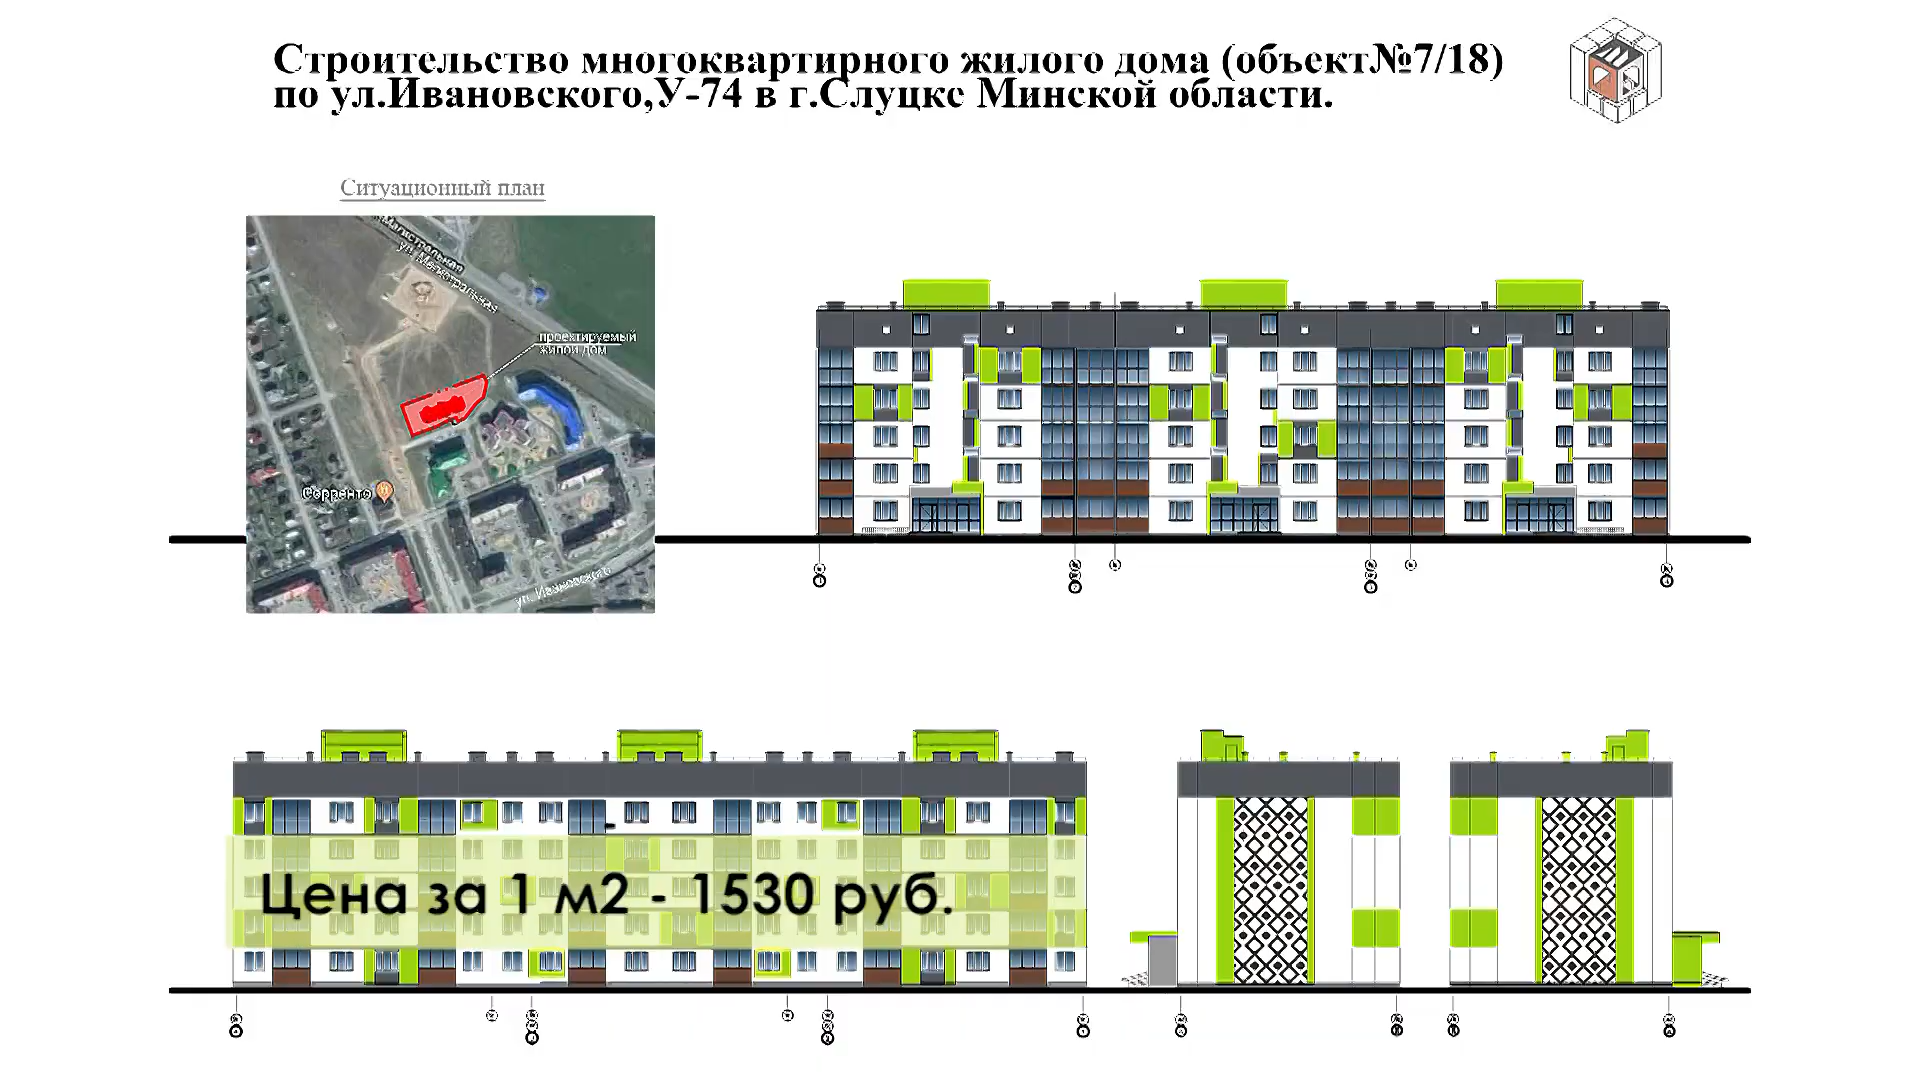 Строительство многоквартирного жилого дома (объект№7/18)
по ул.Ивановского,У-74 в г.Слуцкс Минской области.
Ситуационный план
Магистральная
ул. Магистральная
проектируемый
жилой дом
Сорренто
ул. Ивановского
Цена за 1 м2 - 1530 руб.